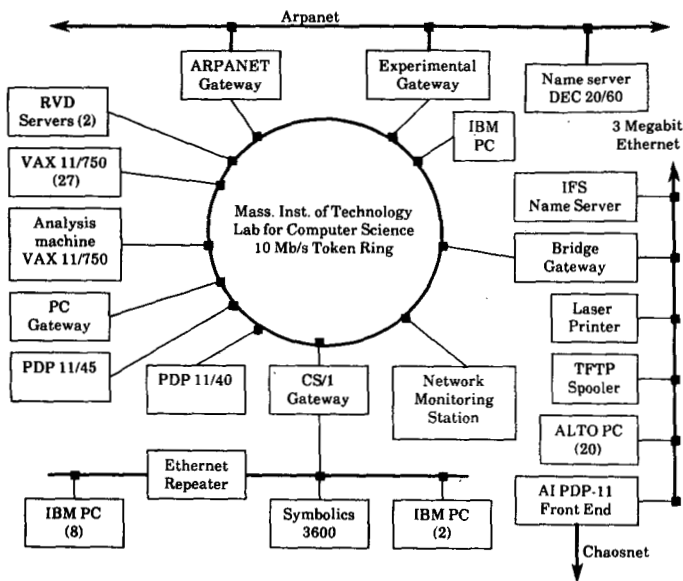 Arpanet
ARPANET
Gateway
Experimental
Gateway
Name server
DEC 20/60
RVD
Servers (2)
IBM
PC
3 Megabit
Ethernet
VAX 11/750
(27)
IFS
Name Server
Mass. Inst. of Technology
Lab for Computer Science
10 Mb/s Token Ring
Analysis
machine
VAX 11/750
Bridge
Gateway
PC
Gateway
Laser
Printer
PDP 11/45
PDP 11/40
CS/1
Gateway
Network
Monitoring
Station
TFTP
Spooler
ALTO PC
(20)
Ethernet
Repeater
IBM PC
(8)
Symbolics
3600
IBM PC
(2)
AI PDP-11
Front End
Chaosnet